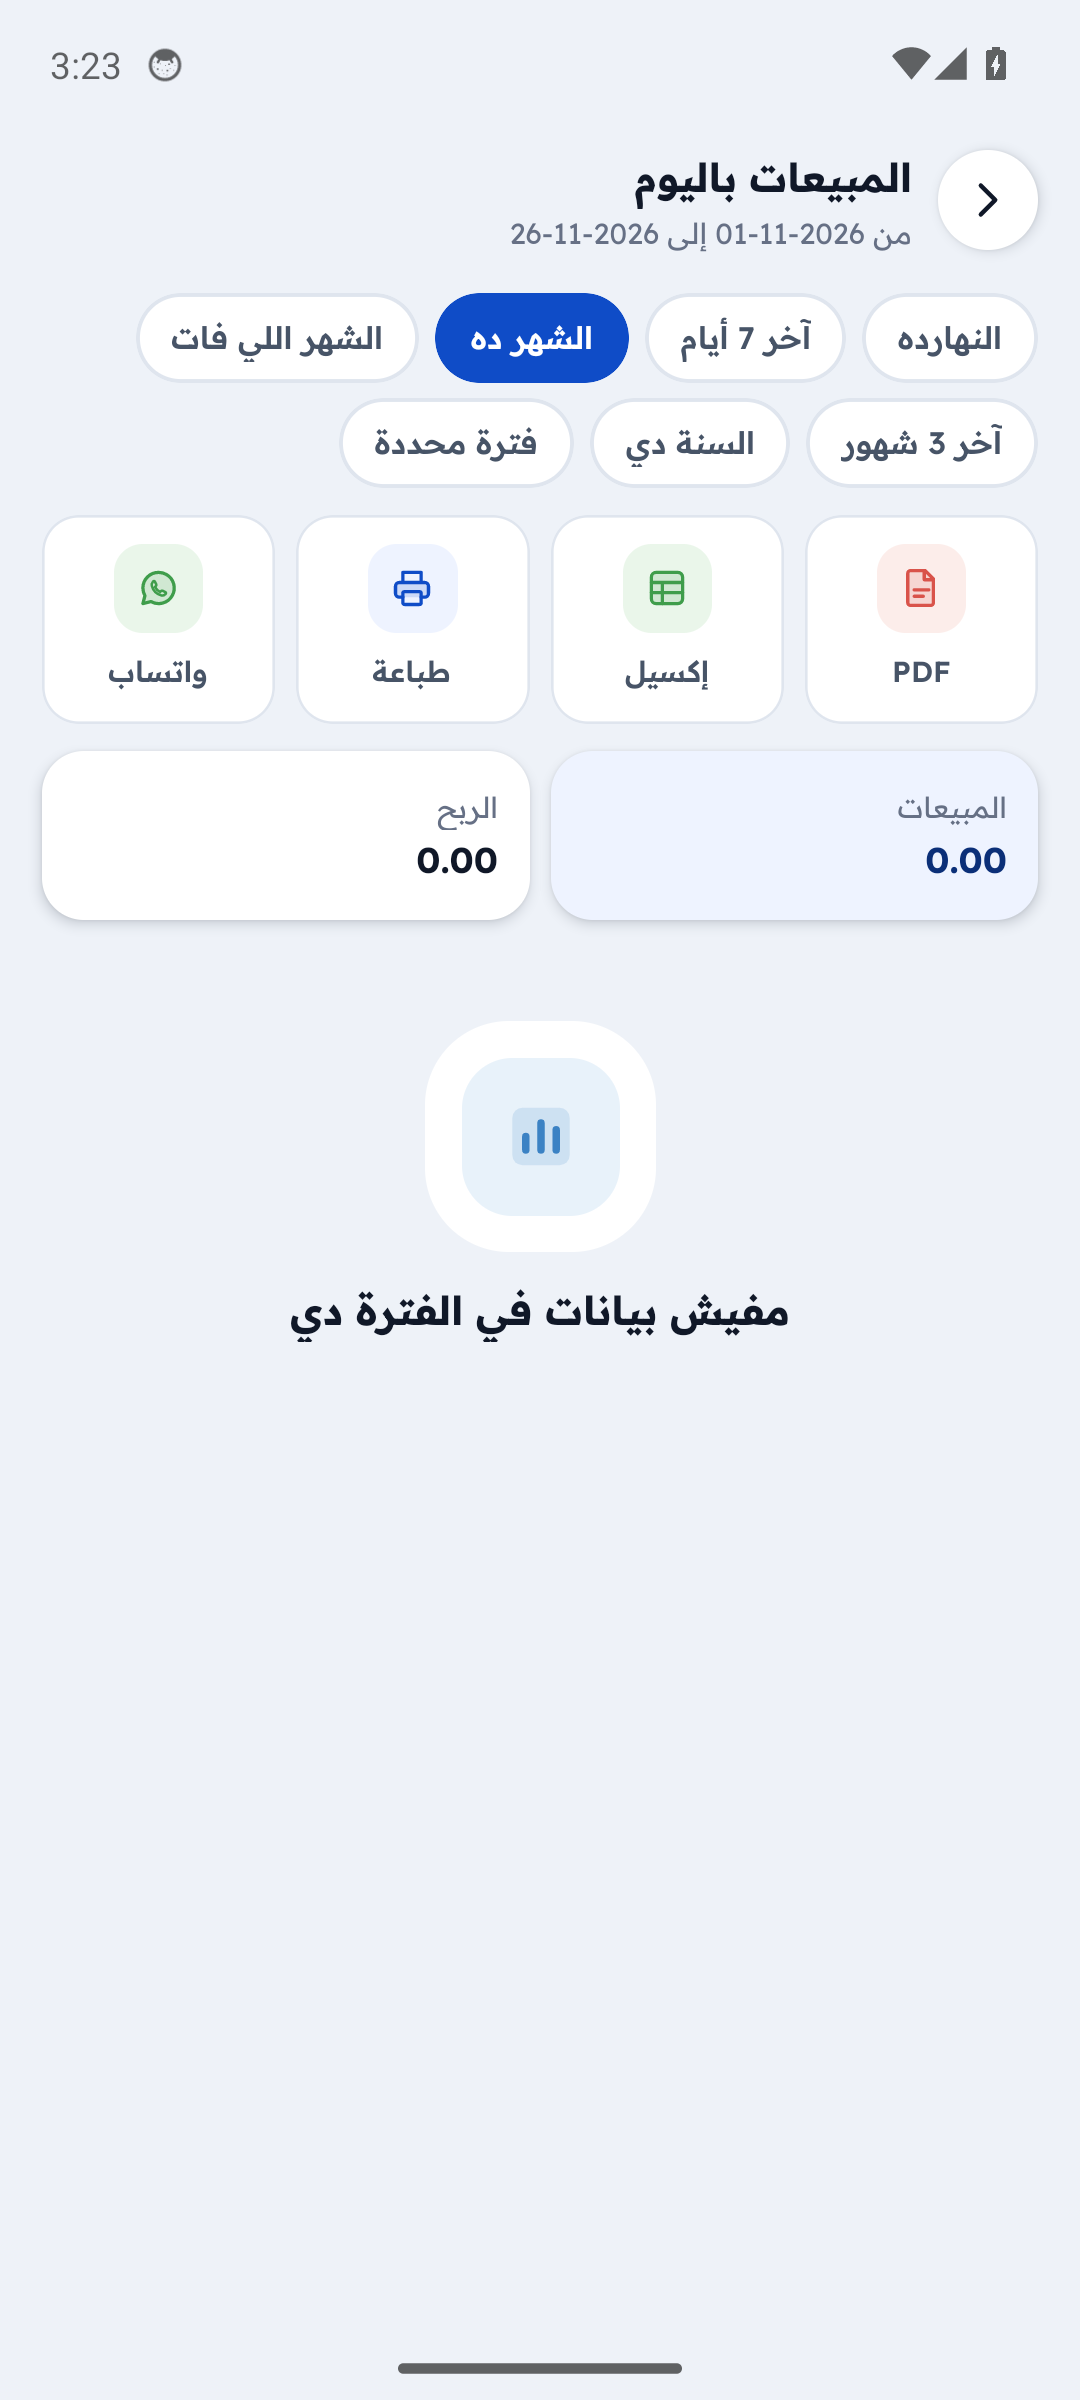 3:23
المبيعات باليوم
من 2026-11-01 إلى 2026-11-26
النهارده
آخر 7 أيام
الشهر ده
الشهر اللي فات
آخر 3 شهور
السنة دي
فترة محددة
PDF
إكسيل
طباعة
واتساب
المبيعات
0.00
الربح
0.00
مفيش بيانات في الفترة دي